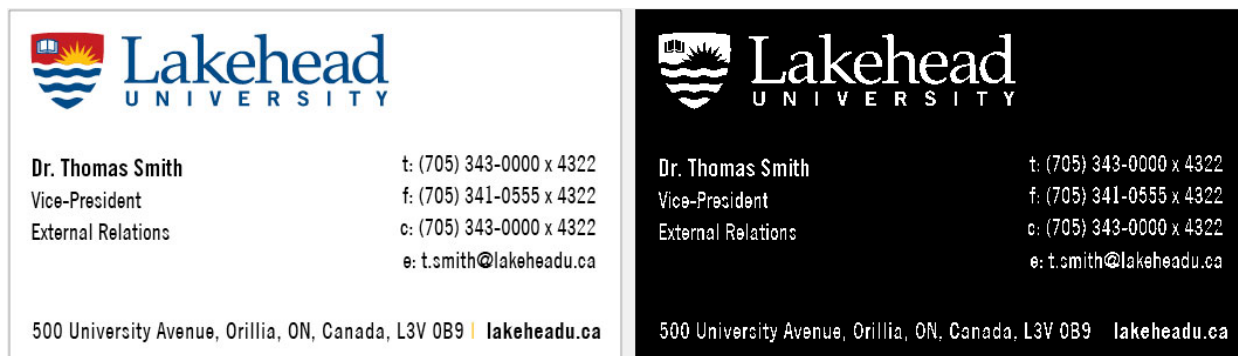 Lakehead
UNIVERSITY
Dr. Thomas Smith
Vice-President
External Relations
t: (705) 343-0000 x 4322
f: (705) 341-0555 x 4322
c: (705) 343-0000 x 4322
e: t.smith@lakeheadu.ca
500 University Avenue, Orillia, ON, Canada, L3V 0B9 | lakeheadu.ca
Lakehead
UNIVERSITY
Dr. Thomas Smith
Vice-President
External Relations
t: (705) 343-0000 x 4322
f: (705) 341-0555 x 4322
c: (705) 343-0000 x 4322
e: t.smith@lakeheadu.ca
500 University Avenue, Orillia, ON, Canada, L3V 0B9 lakeheadu.ca